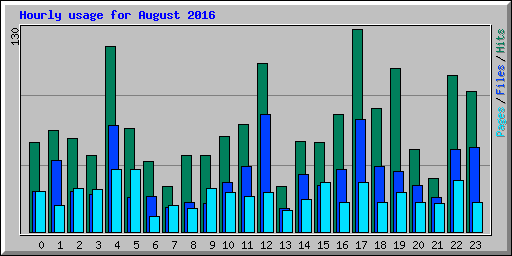 Hourly usage for August 2016
130
Pages / Files / Hits
0 1 2 3 4 5 6 7 8 9 10 11 12 13 14 15 16 17 18 19 20 21 22 23